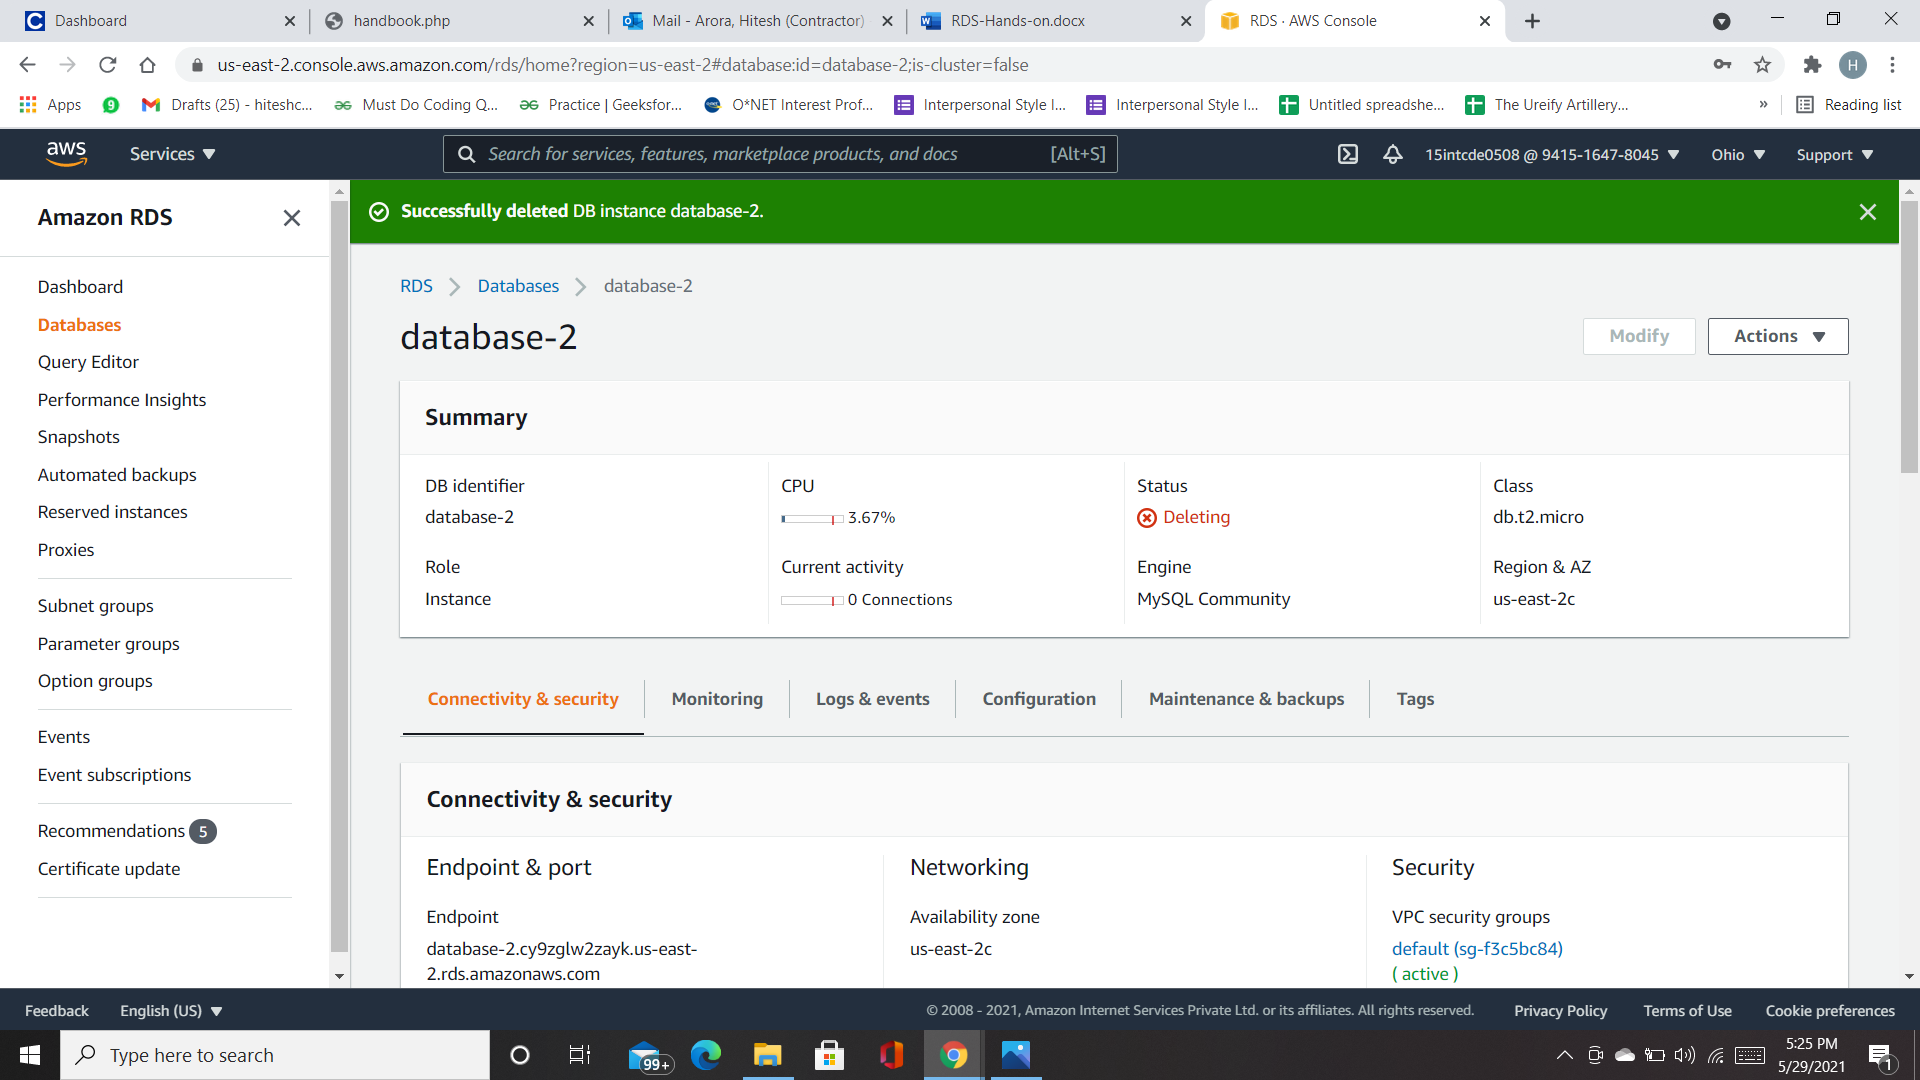 Dashboard
handbook.php
Mail - Arora, Hitesh (Contractor)
RDS-Hands-on.docx
RDS · AWS Console
us-east-2.console.aws.amazon.com/rds/home?region=us-east-2#database:id=database-2;is-cluster=false
H
Apps
9
Drafts (25) - hiteshc...
Must Do Coding Q...
Practice | Geeksfor...
O*NET Interest Prof...
Interpersonal Style I...
Interpersonal Style I...
Untitled spreadshe...
The Ureify Artillery...
»
Reading list
aws
Services
Search for services, features, marketplace products, and docs
[Alt+S]
15intcde0508 @ 9415-1647-8045
Ohio
Support
Amazon RDS
Dashboard
Databases
Query Editor
Performance Insights
Snapshots
Automated backups
Reserved instances
Proxies
Subnet groups
Parameter groups
Option groups
Events
Event subscriptions
Recommendations 5
Certificate update
Successfully deleted DB instance database-2.
RDS
Databases
database-2
database-2
Modify
Actions
Summary
DB identifier
database-2
CPU
3.67%
Status
Deleting
Class
db.t2.micro
Role
Instance
Current activity
0 Connections
Engine
MySQL Community
Region & AZ
us-east-2c
Connectivity & security
Monitoring
Logs & events
Configuration
Maintenance & backups
Tags
Connectivity & security
Endpoint & port
Endpoint
database-2.cy9zglw2zayk.us-east-
2.rds.amazonaws.com
Networking
Availability zone
us-east-2c
Security
VPC security groups
default (sg-f3c5bc84)
( active )
Feedback
English (US)
© 2008 - 2021, Amazon Internet Services Private Ltd. or its affiliates. All rights reserved.
Privacy Policy
Terms of Use
Cookie preferences
Type here to search
99+
5:25 PM
5/29/2021
1